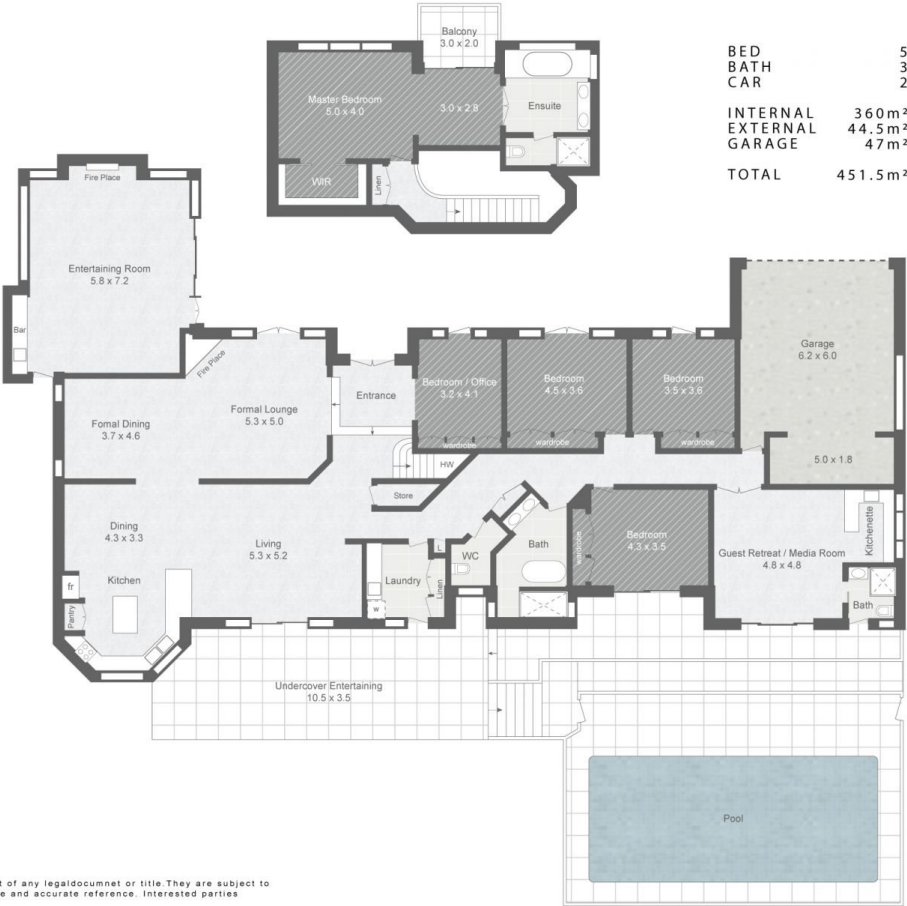 Balcony
3.0 x 2.0
BED 5
BATH 3
CAR 2
INTERNAL 360m²
EXTERNAL 44.5m²
GARAGE 47m²
TOTAL 451.5m²
Master Bedroom
5.0 x 4.0
3.0 x 2.8
Ensuite
WIR
Linen
Fire Place
Entertaining Room
5.8 x 7.2
Bar
Fire Place
Fomal Dining
3.7 x 4.6
Formal Lounge
5.3 x 5.0
Entrance
Bedroom / Office
3.2 x 4.1
wardrobe
Bedroom
4.5 x 3.6
wardrobe
Bedroom
3.5 x 3.6
wardrobe
Garage
6.2 x 6.0
5.0 x 1.8
HW
Store
Dining
4.3 x 3.3
Living
5.3 x 5.2
Kitchen
fr
Pantry
Laundry
w
L
Linen
WC
Bath
wardrobe
Bedroom
4.3 x 3.5
Guest Retreat / Media Room
4.8 x 4.8
Kitchenette
Bath
Undercover Entertaining
10.5 x 3.5
Pool
t of any legaldocumnet or title.They are subject to
e and accurate reference. Interested parties